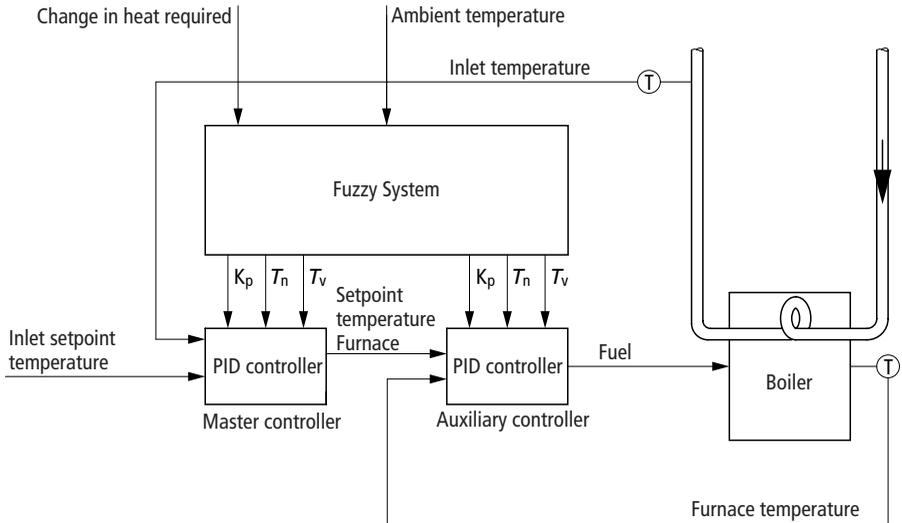 Change in heat required
Ambient temperature
Inlet temperature
T
Fuzzy System
Kp
Tn
Tv
Kp
Tn
Tv
Setpoint
temperature
Furnace
Inlet setpoint
temperature
PID controller
Master controller
PID controller
Auxiliary controller
Fuel
Boiler
T
Furnace temperature